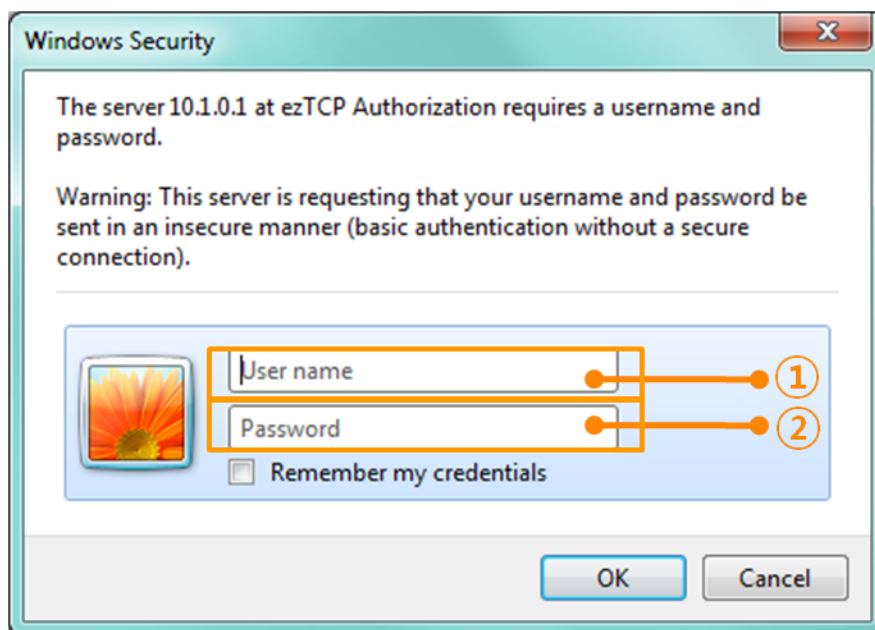 Windows Security
The server 10.1.0.1 at ezTCP Authorization requires a username and
password.
Warning: This server is requesting that your username and password be
sent in an insecure manner (basic authentication without a secure
connection).
User name
①
Password
②
Remember my credentials
OK
Cancel